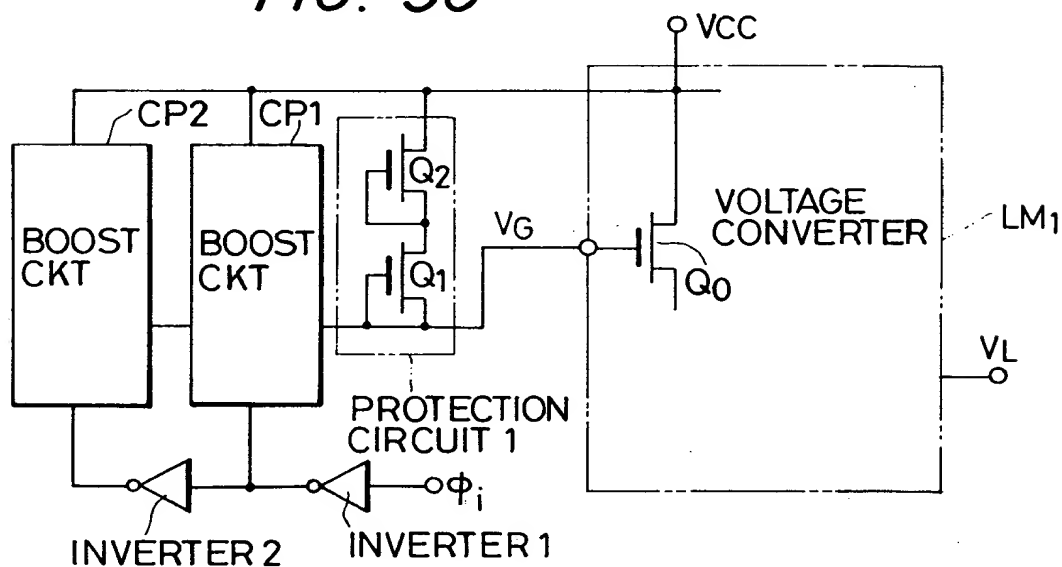 FIG. 36
VCC
CP2
CP1
Q2
BOOST
CKT
BOOST
CKT
Q1
VG
VOLTAGE
CONVERTER
LM1
Q0
VL
PROTECTION
CIRCUIT 1
ϕi
INVERTER 2
INVERTER 1